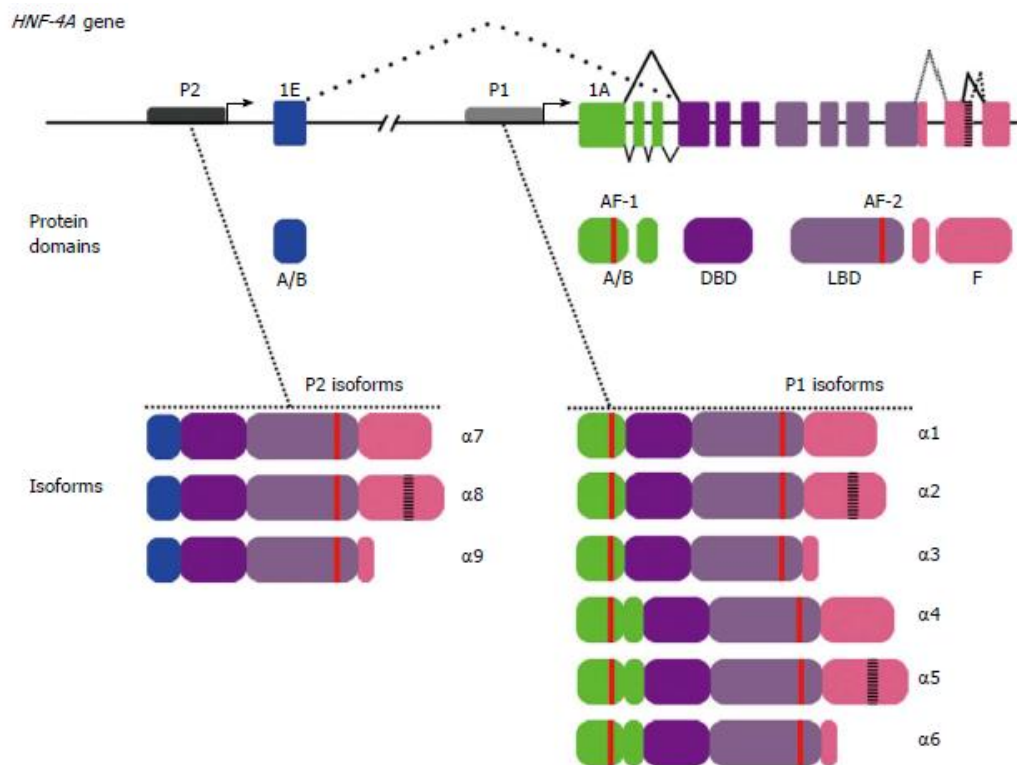 HNF-4A gene
P2 1E P1 1A
Protein
domains
AF-1 AF-2
A/B A/B DBD LBD F
P2 isoforms P1 isoforms
Isoforms
α7 α1
α8 α2
α9 α3
α4
α5
α6